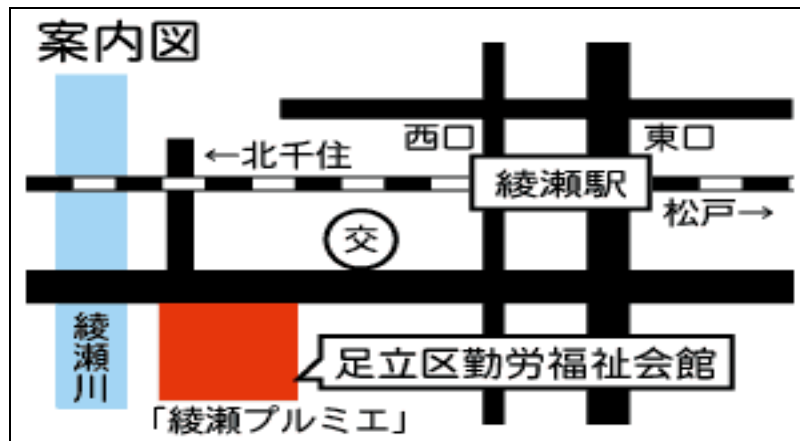 案内図
西口
東口
←北千住
綾瀬駅
松戸→
交
綾瀬川
足立区勤労福祉会館
「綾瀬プルミエ」